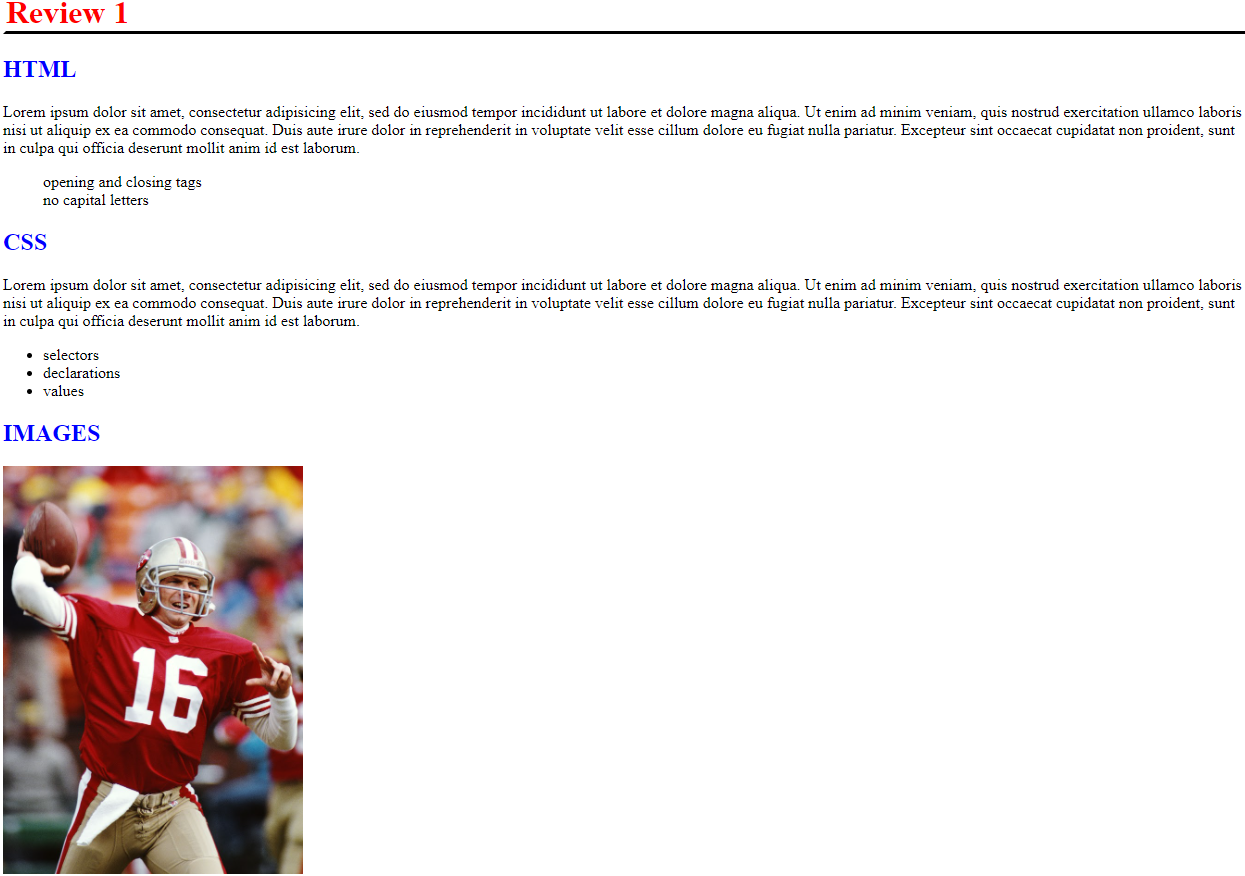 Review 1
HTML
Lorem ipsum dolor sit amet, consectetur adipisicing elit, sed do eiusmod tempor incididunt ut labore et dolore magna aliqua. Ut enim ad minim veniam, quis nostrud exercitation ullamco laboris
nisi ut aliquip ex ea commodo consequat. Duis aute irure dolor in reprehenderit in voluptate velit esse cillum dolore eu fugiat nulla pariatur. Excepteur sint occaecat cupidatat non proident, sunt
in culpa qui officia deserunt mollit anim id est laborum.
opening and closing tags
no capital letters
CSS
Lorem ipsum dolor sit amet, consectetur adipisicing elit, sed do eiusmod tempor incididunt ut labore et dolore magna aliqua. Ut enim ad minim veniam, quis nostrud exercitation ullamco laboris
nisi ut aliquip ex ea commodo consequat. Duis aute irure dolor in reprehenderit in voluptate velit esse cillum dolore eu fugiat nulla pariatur. Excepteur sint occaecat cupidatat non proident, sunt
in culpa qui officia deserunt mollit anim id est laborum.
• selectors
• declarations
• values
IMAGES
16